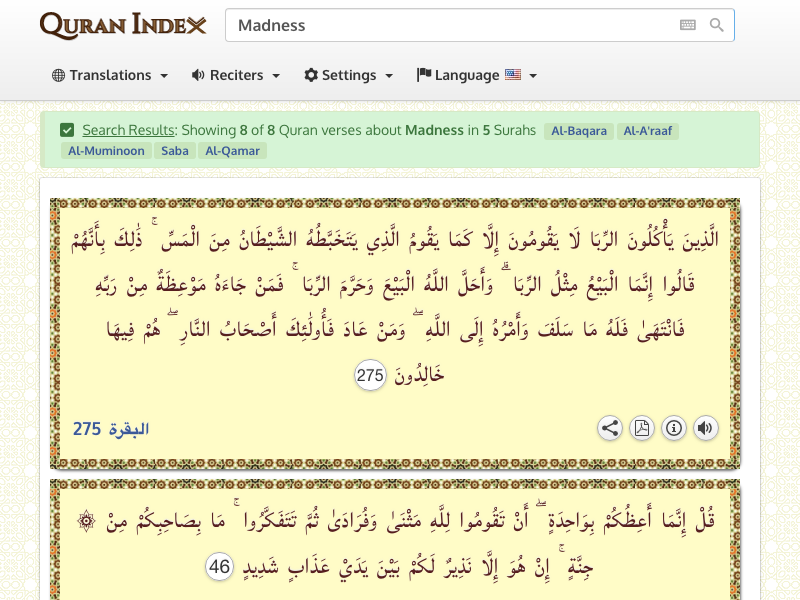 QURAN INDEX
Madness
Translations Reciters Settings Language
Search Results: Showing 8 of 8 Quran verses about Madness in 5 Surahs Al-Baqara Al-A'raaf
Al-Muminoon Saba Al-Qamar
الَّذِينَ يَأْكُلُونَ الرِّبَا لَا يَقُومُونَ إِلَّا كَمَا يَقُومُ الَّذِي يَتَخَبَّطُهُ الشَّيْطَانُ مِنَ الْمَسِّ ۚ ذَٰلِكَ بِأَنَّهُمْ
قَالُوا إِنَّمَا الْبَيْعُ مِثْلُ الرِّبَا ۗ وَأَحَلَّ اللَّهُ الْبَيْعَ وَحَرَّمَ الرِّبَا ۚ فَمَنْ جَاءَهُ مَوْعِظَةٌ مِنْ رَبِّهِ
فَانْتَهَىٰ فَلَهُ مَا سَلَفَ وَأَمْرُهُ إِلَى اللَّهِ ۖ وَمَنْ عَادَ فَأُولَٰئِكَ أَصْحَابُ النَّارِ ۖ هُمْ فِيهَا
خَالِدُونَ 275
البقرة 275
قُلْ إِنَّمَا أَعِظُكُمْ بِوَاحِدَةٍ ۖ أَنْ تَقُومُوا لِلَّهِ مَثْنَىٰ وَفُرَادَىٰ ثُمَّ تَتَفَكَّرُوا ۚ مَا بِصَاحِبِكُمْ مِنْ ۞
جِنَّةٍ ۚ إِنْ هُوَ إِلَّا نَذِيرٌ لَكُمْ بَيْنَ يَدَيْ عَذَابٍ شَدِيدٍ 46